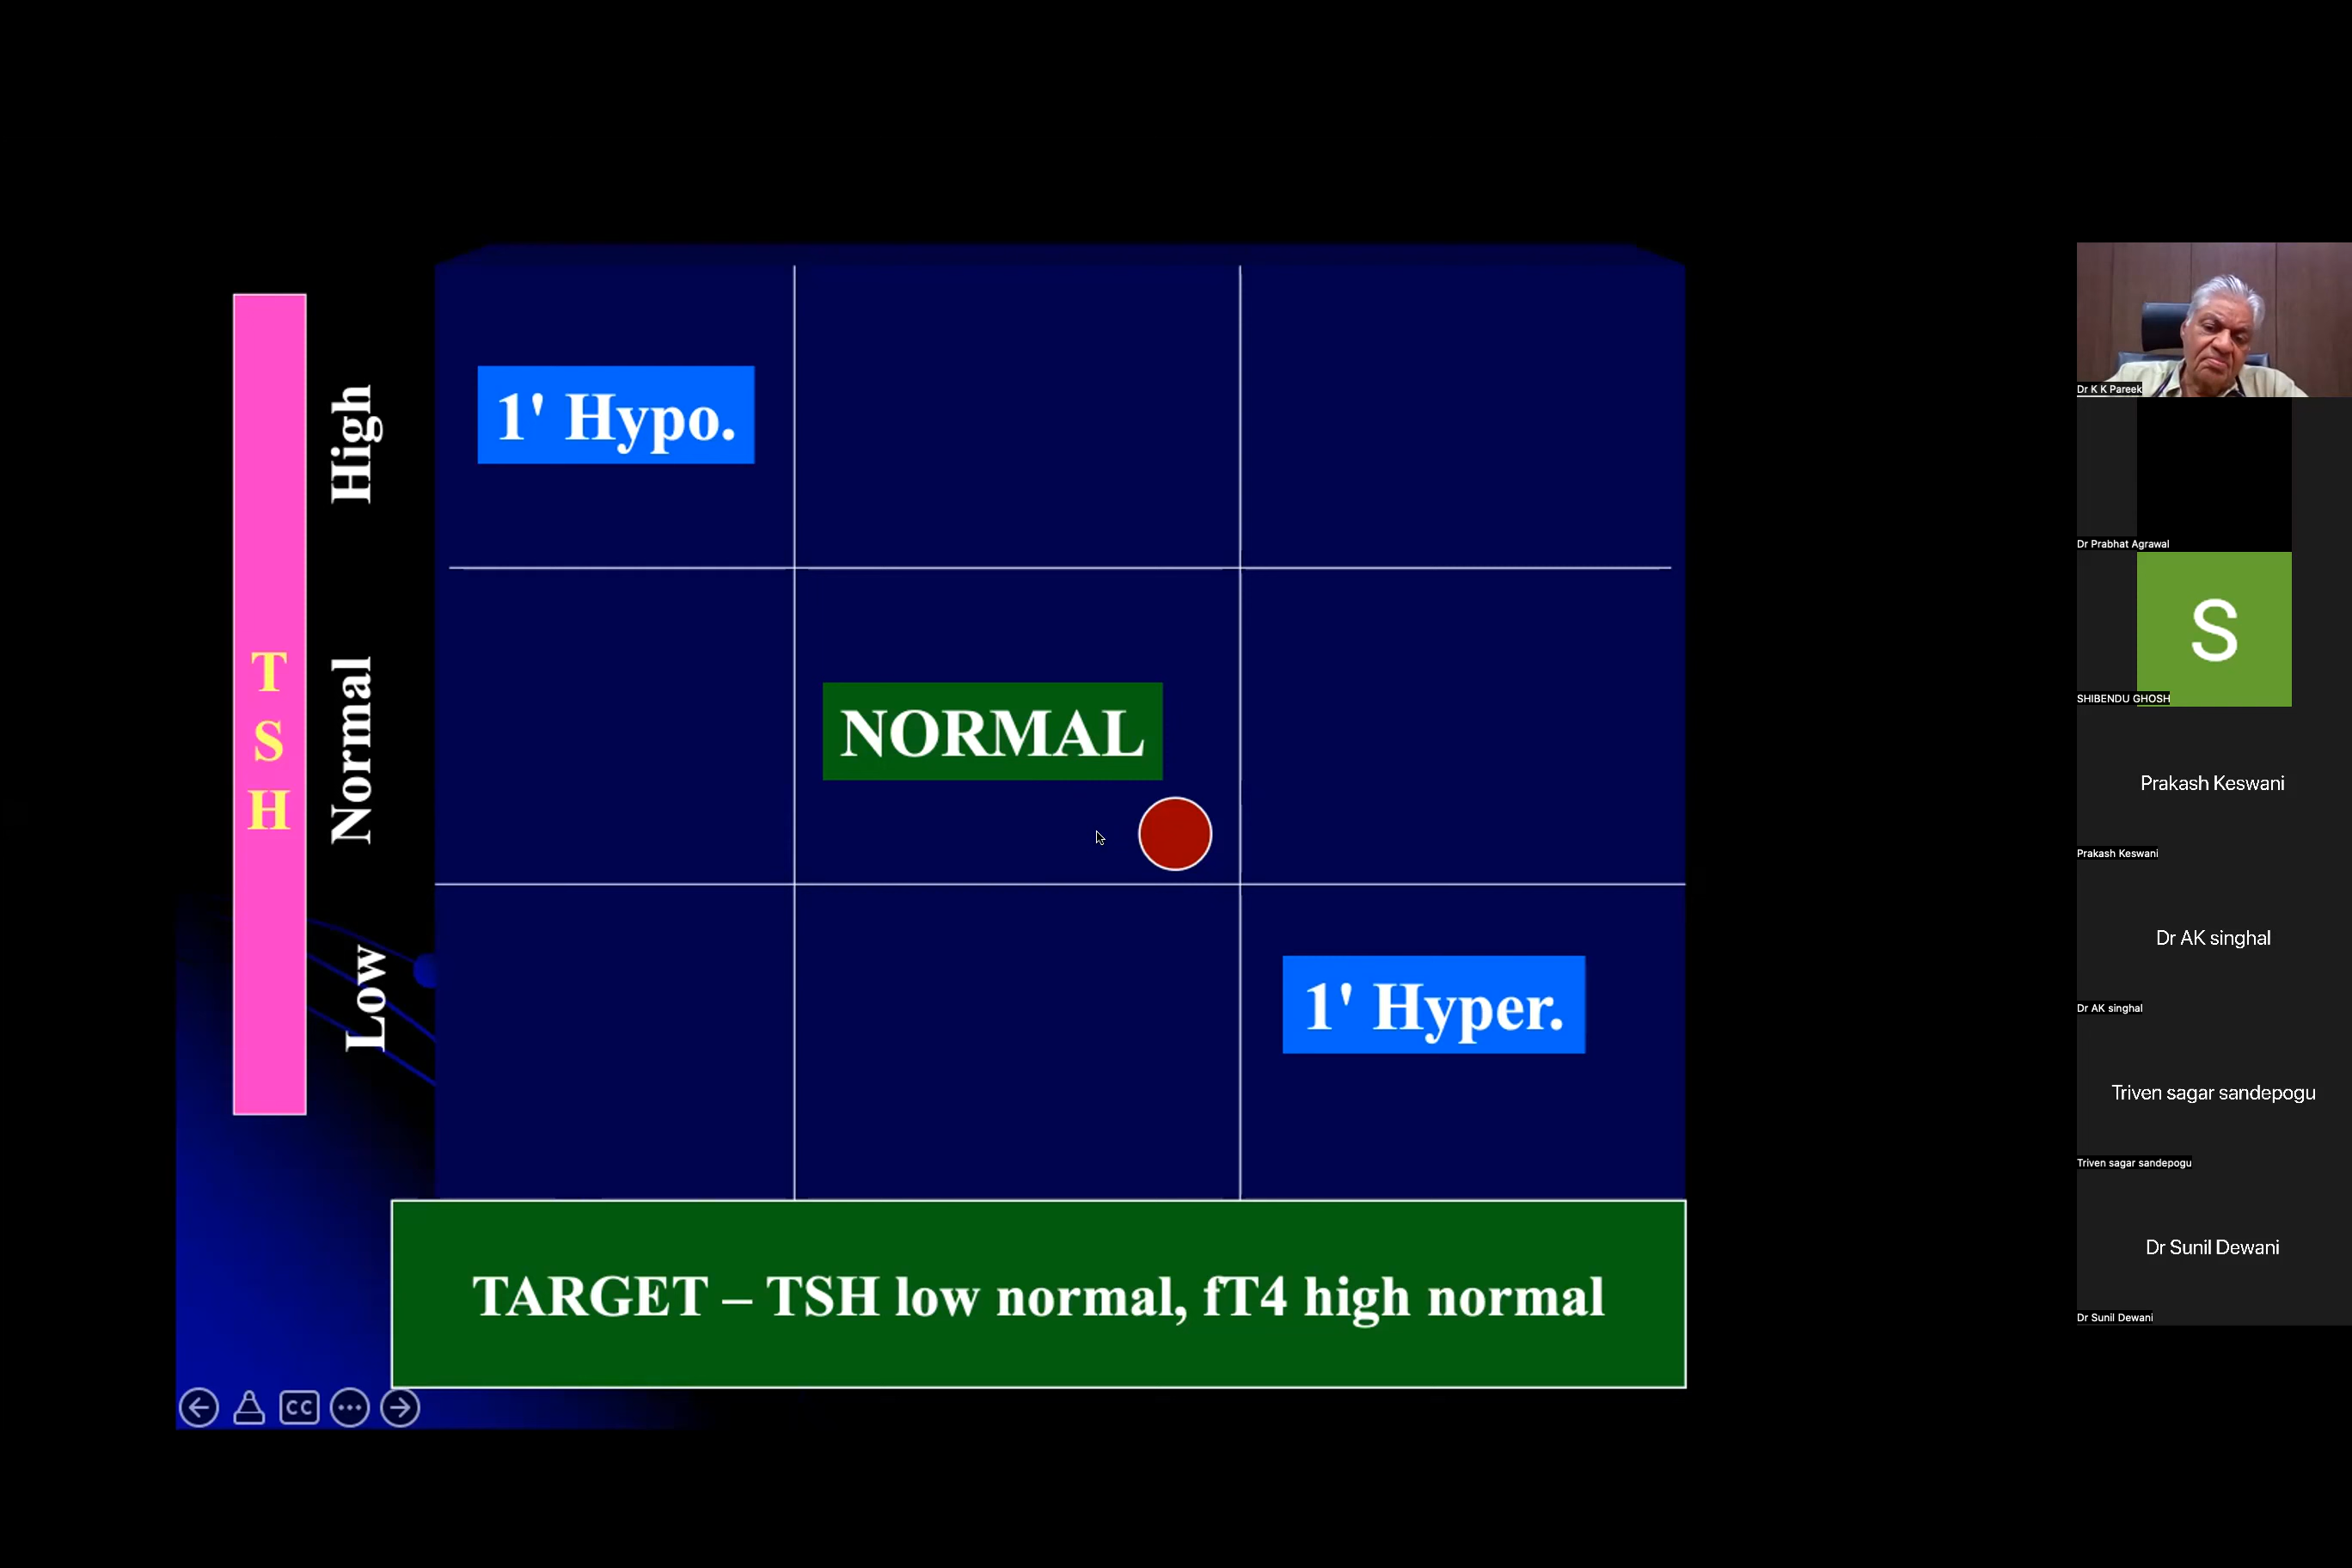 High
1' Hypo.
T
S
H
Normal
NORMAL
Low
1' Hyper.
TARGET – TSH low normal, fT4 high normal
CC
Dr K K Pareek
Dr Prabhat Agrawal
S
SHIBENDU GHOSH
Prakash Keswani
Prakash Keswani
Dr AK singhal
Dr AK singhal
Triven sagar sandepogu
Triven sagar sandepogu
Dr Sunil Dewani
Dr Sunil Dewani